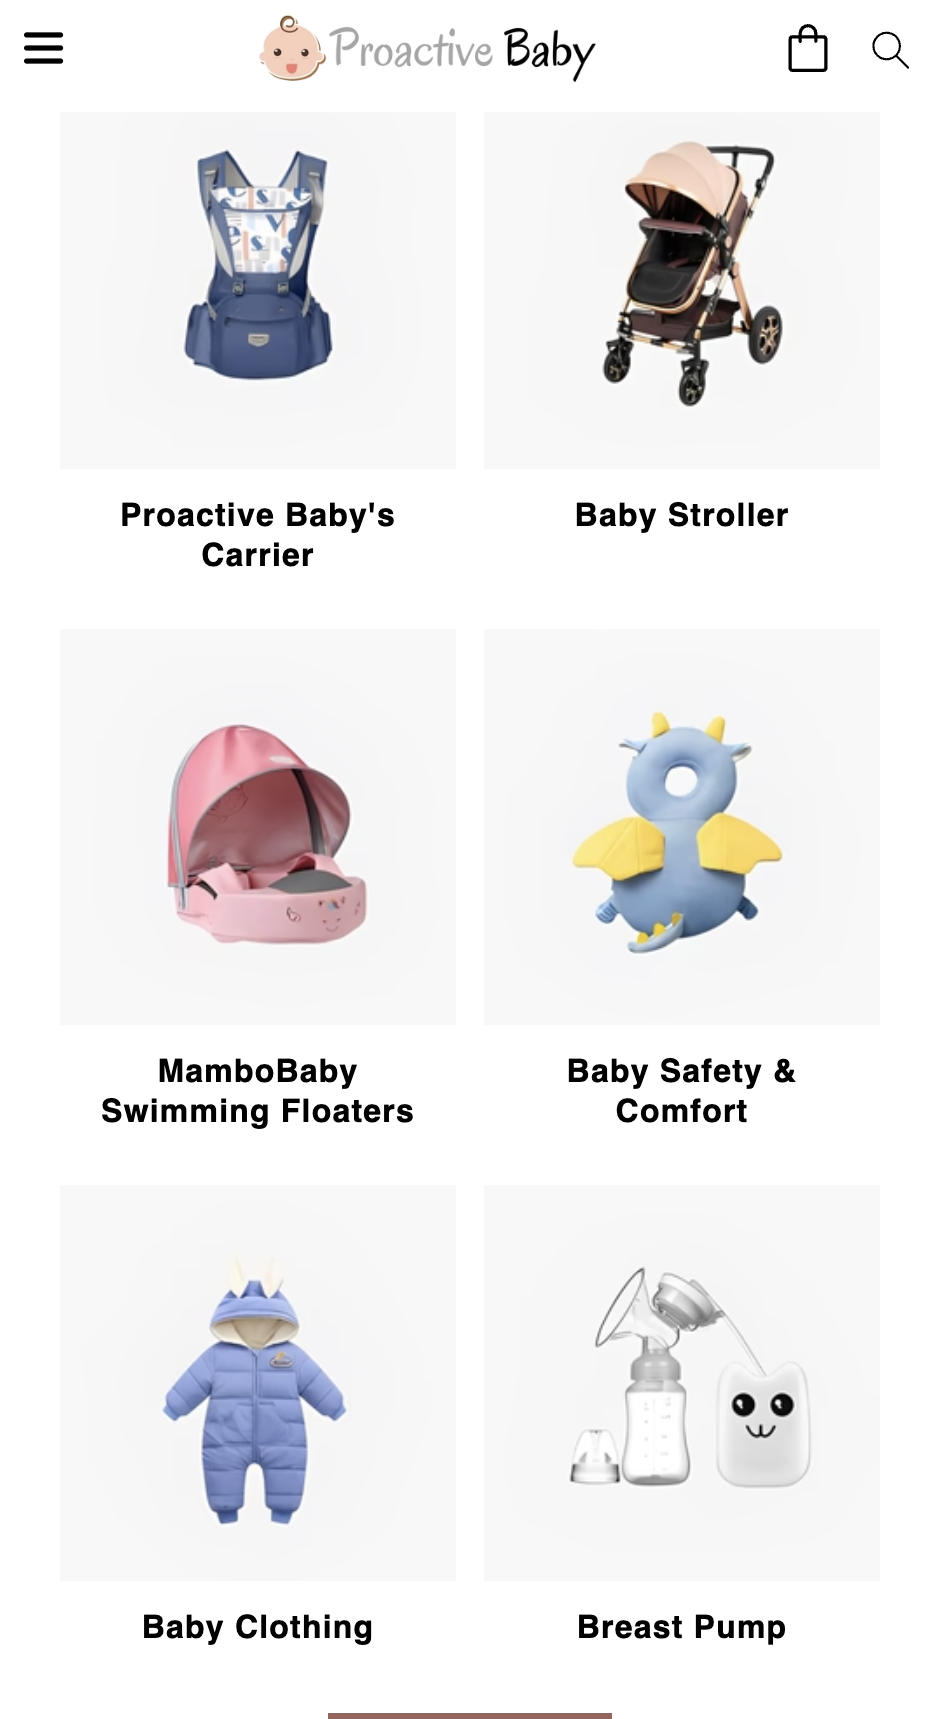 Proactive Baby
Proactive Baby's
Carrier
Baby Stroller
MamboBaby
Swimming Floaters
Baby Safety &
Comfort
Baby Clothing
Breast Pump